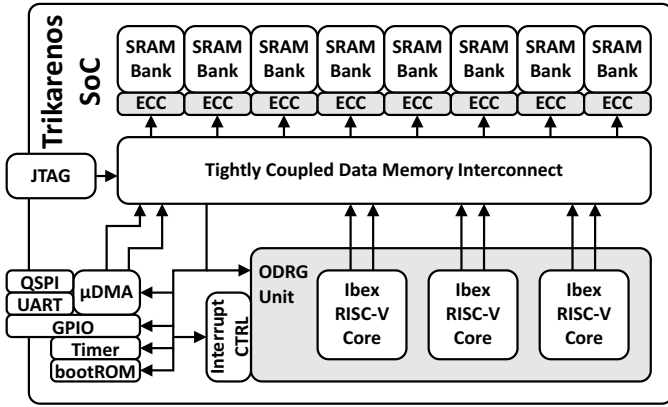 Trikarenos
SoC
SRAM Bank
SRAM Bank
SRAM Bank
SRAM Bank
SRAM Bank
SRAM Bank
SRAM Bank
SRAM Bank
ECC
ECC
ECC
ECC
ECC
ECC
ECC
ECC
JTAG
Tightly Coupled Data Memory Interconnect
QSPI
UART
μDMA
GPIO
Timer
bootROM
Interrupt
CTRL
ODRG
Unit
Ibex
RISC-V
Core
Ibex
RISC-V
Core
Ibex
RISC-V
Core